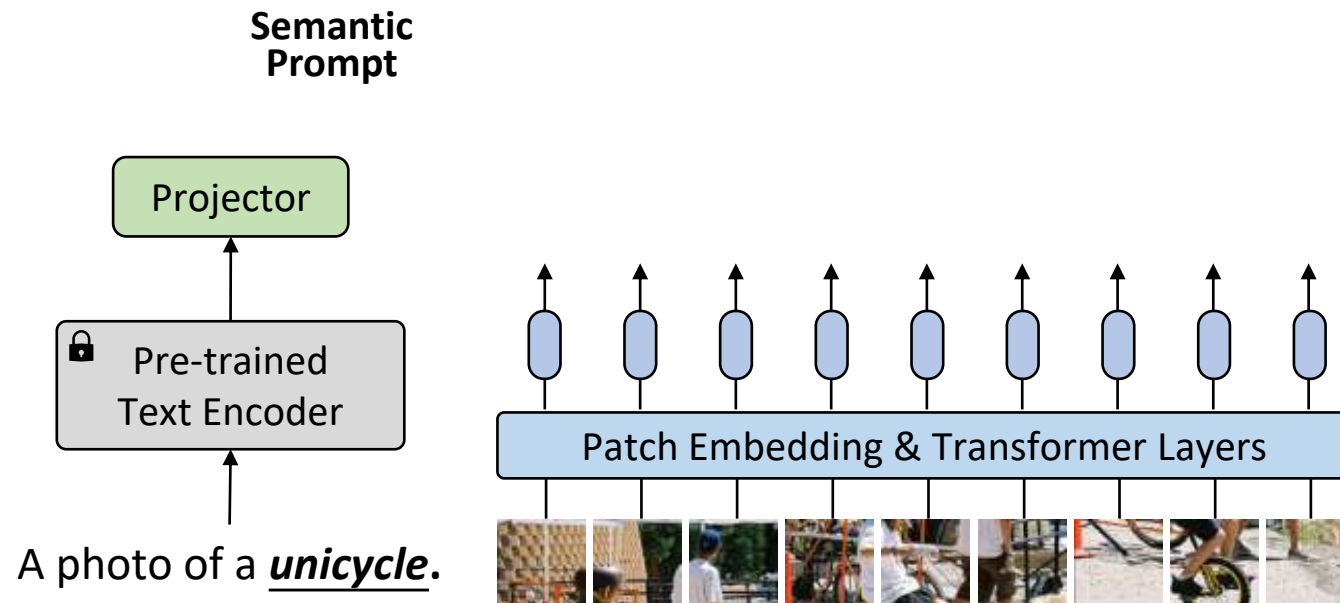 Semantic
Prompt
Projector
Pre-trained
Text Encoder
Patch Embedding & Transformer Layers
A photo of a unicycle.